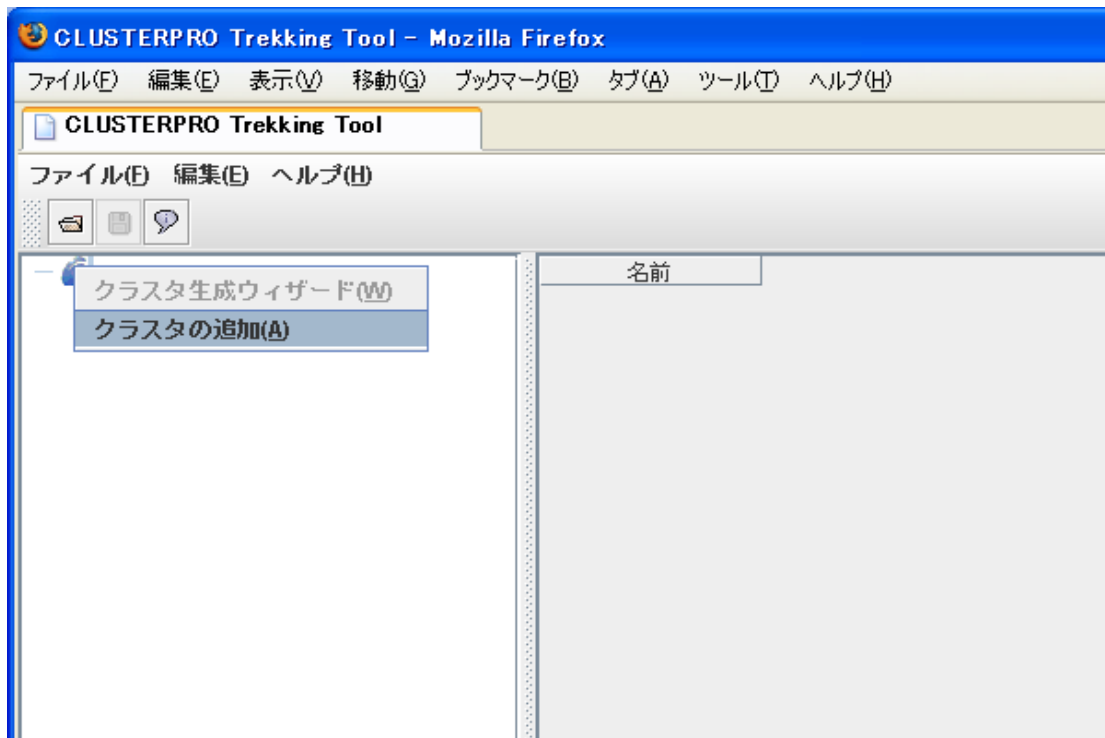 CLUSTERPRO Trekking Tool - Mozilla Firefox
ファイル(F) 編集(E) 表示(V) 移動(G) ブックマーク(B) タブ(A) ツール(T) ヘルプ(H)
CLUSTERPRO Trekking Tool
ファイル(F) 編集(E) ヘルプ(H)
名前
クラスタ生成ウィザード(W)
クラスタの追加(A)